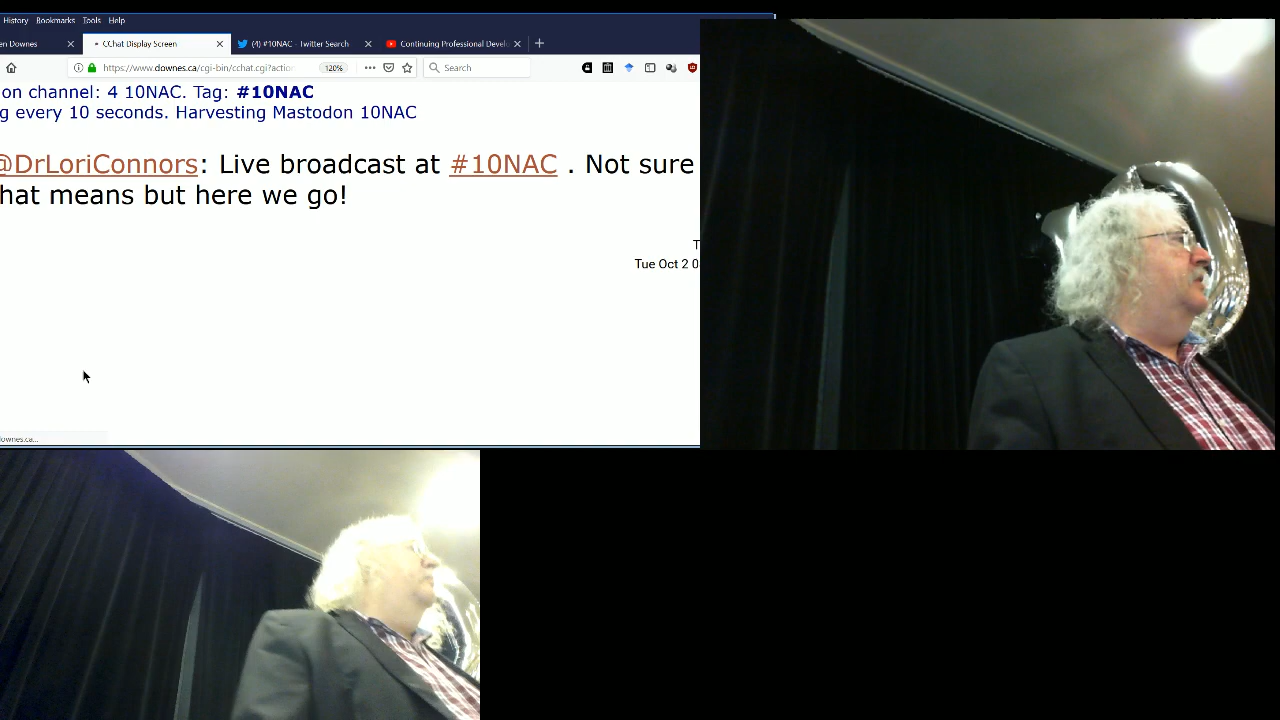 History Bookmarks Tools Help
en Downes CChat Display Screen (4) #10NAC - Twitter Search Continuing Professional Develo
https://www.downes.ca/cgi-bin/cchat.cgi?actio 120% Search
on channel: 4 10NAC. Tag: #10NAC
g every 10 seconds. Harvesting Mastodon 10NAC
@DrLoriConnors: Live broadcast at #10NAC . Not sure
hat means but here we go!
T
Tue Oct 2 0
ownes.ca...